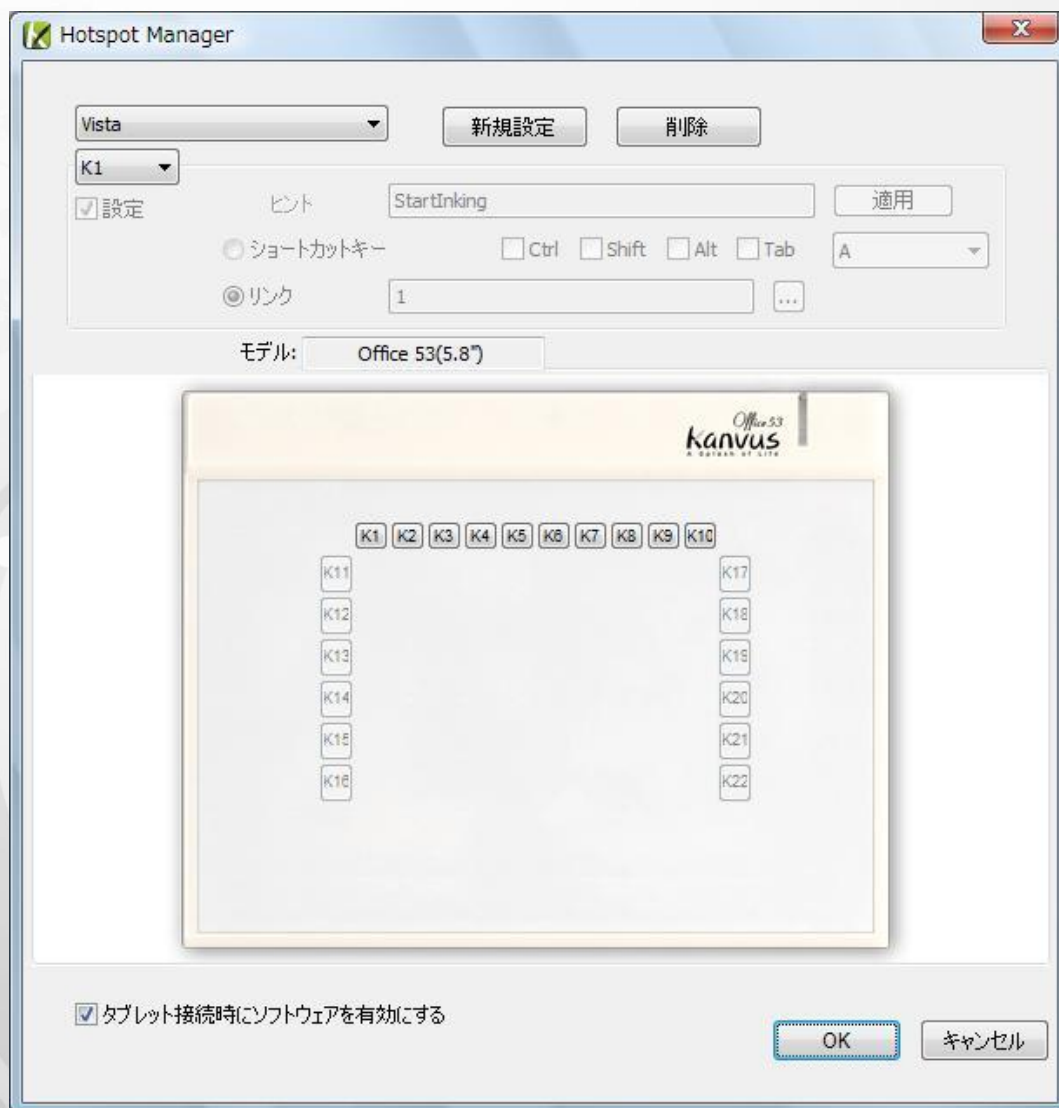 Hotspot Manager
Vista
新規設定
削除
K1
設定
ヒント
StartInking
適用
ショートカットキー
Ctrl
Shift
Alt
Tab
A
リンク
1
...
モデル:
Office 53(5.8")
Office 53
Kanvus
A Splash of Life
K1 K2 K3 K4 K5 K6 K7 K8 K9 K10
K11 K17
K12 K18
K13 K19
K14 K20
K15 K21
K16 K22
タブレット接続時にソフトウェアを有効にする
OK
キャンセル